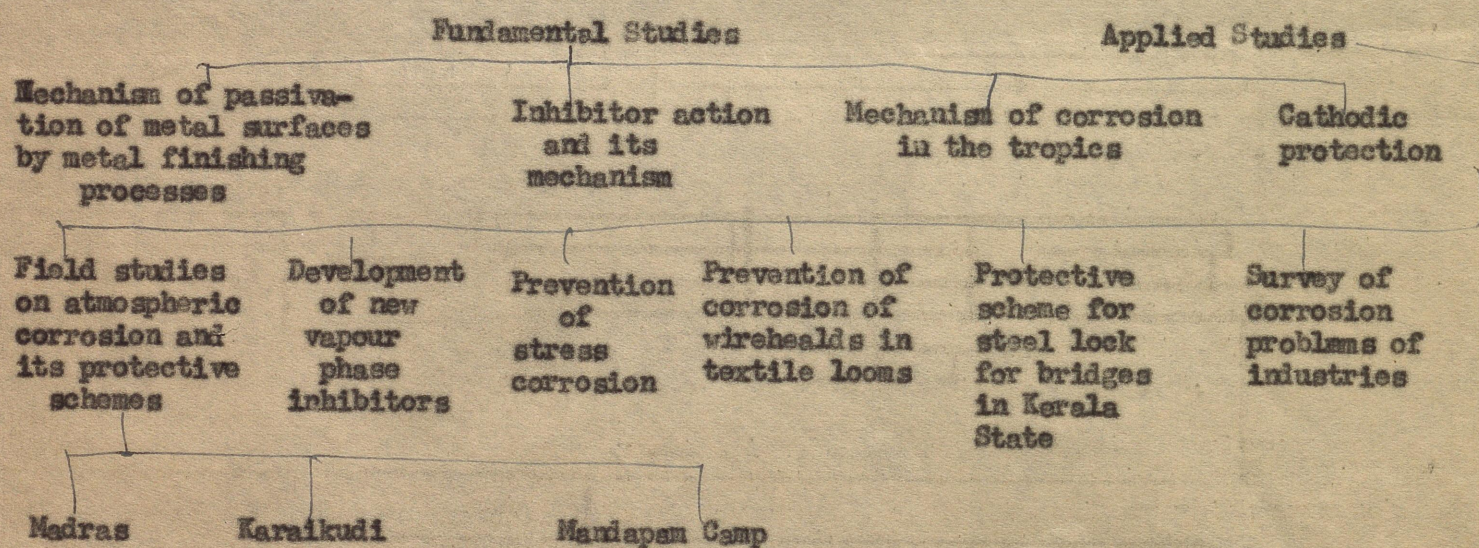 Fundamental Studies
Applied Studies
Mechanism of passiva-
tion of metal surfaces
by metal finishing
processes
Inhibitor action
and its
mechanism
Mechanism of corrosion
in the tropics
Cathodic
protection
Field studies
on atmospheric
corrosion and
its protective
schemes
Development
of new
vapour
phase
inhibitors
Prevention
of
stress
corrosion
Prevention of
corrosion of
wirehealds in
textile looms
Protective
scheme for
steel lock
for bridges
in Kerala
State
Survey of
corrosion
problems of
industries
Madras
Karaikudi
Mandapam Camp